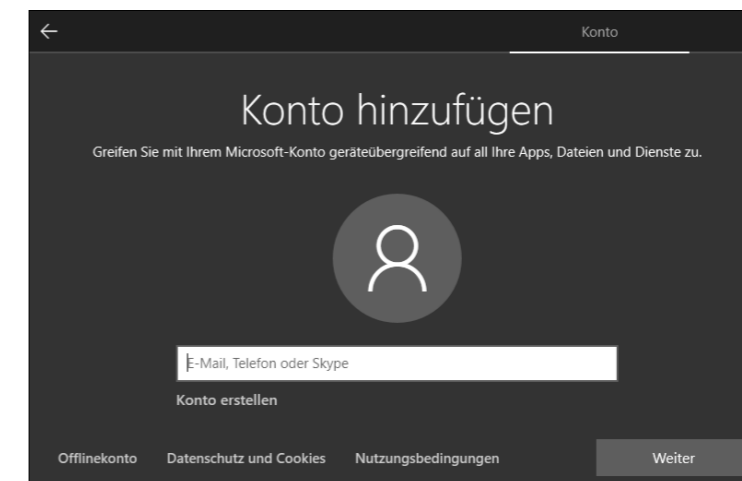 Konto
Konto hinzufügen
Greifen Sie mit Ihrem Microsoft-Konto geräteübergreifend auf all Ihre Apps, Dateien und Dienste zu.
E-Mail, Telefon oder Skype
Konto erstellen
Offlinekonto Datenschutz und Cookies Nutzungsbedingungen Weiter